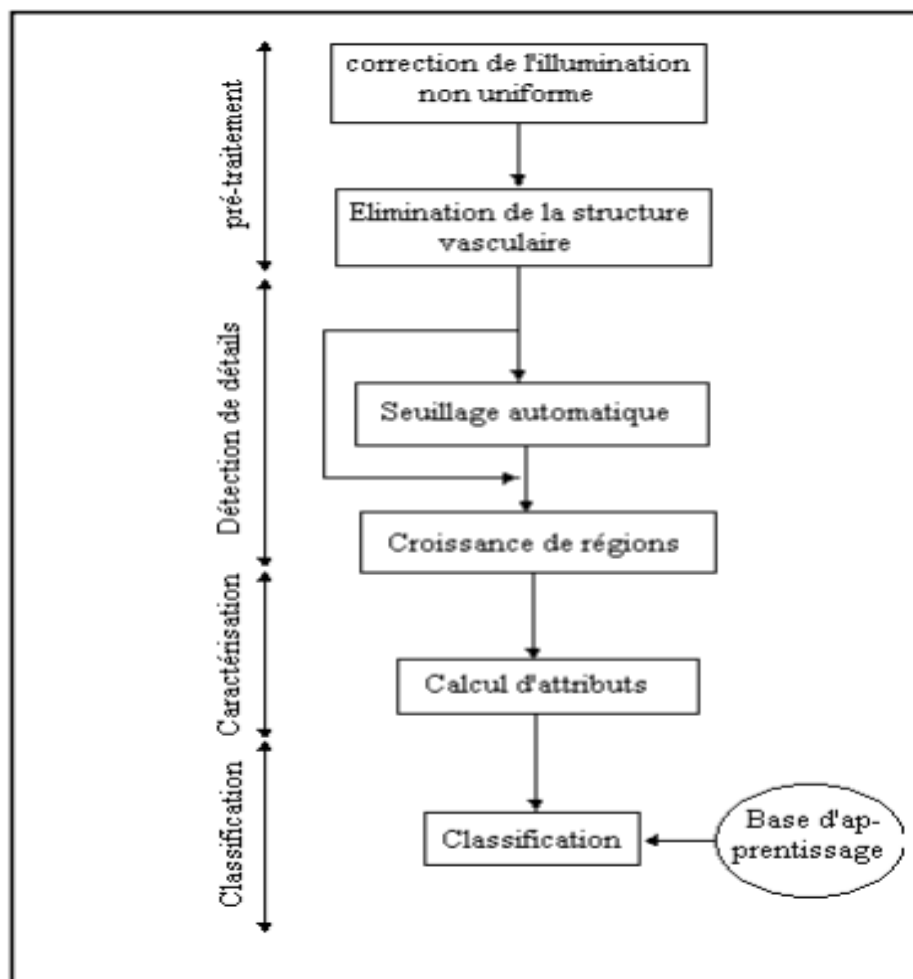 correction de l'illumination
non uniforme
pré-traitement
Elimination de la structure
vasculaire
Détection de détails
Seuillage automatique
Croissance de régions
Caractérisation
Calcul d'attributs
Classification
Classification
Base d'ap-
prentissage